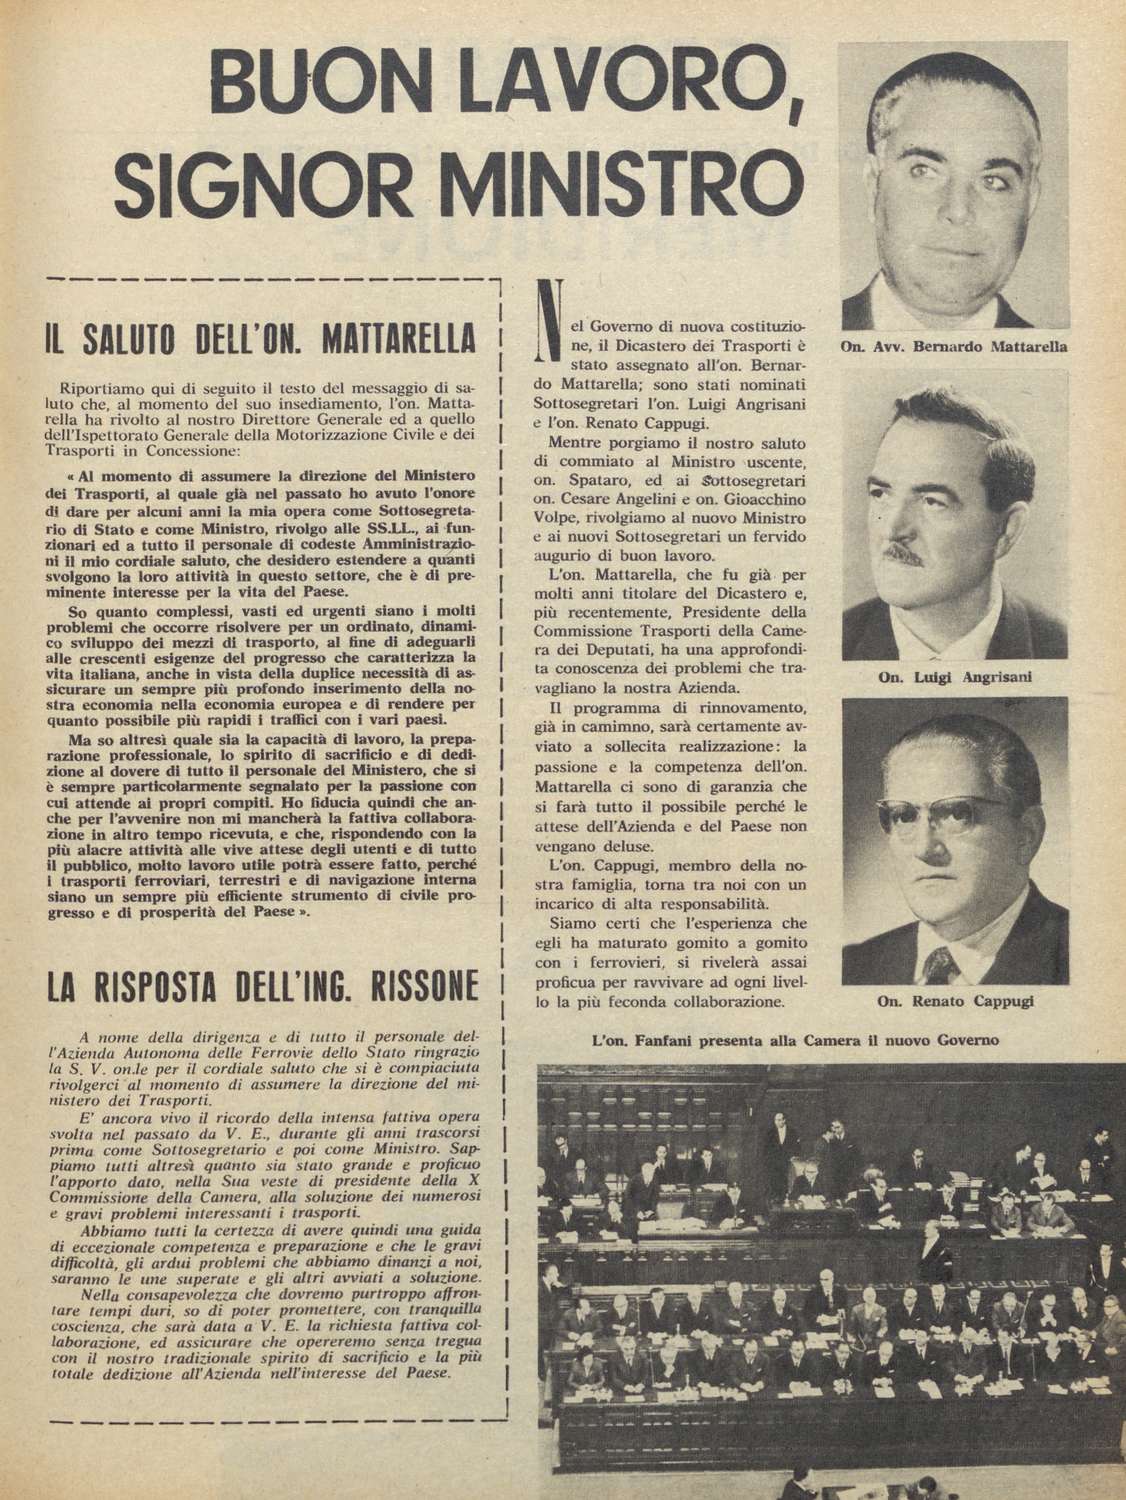 BUON LAVORO,
SIGNOR MINISTRO
IL SALUTO DELL'ON. MATTARELLA
Riportiamo qui di seguito il testo del messaggio di sa-
luto che, al momento del suo insediamento, l'on. Matta-
rella ha rivolto al nostro Direttore Generale ed a quello
dell'Ispettorato Generale della Motorizzazione Civile e dei
Trasporti in Concessione:
« Al momento di assumere la direzione del Ministero
dei Trasporti, al quale già nel passato ho avuto l'onore
di dare per alcuni anni la mia opera come Sottosegreta-
rio di Stato e come Ministro, rivolgo alle SS.LL., ai fun-
zionari ed a tutto il personale di codeste Amministrazio-
ni il mio cordiale saluto, che desidero estendere a quanti
svolgono la loro attività in questo settore, che è di pre-
minente interesse per la vita del Paese.
So quanto complessi, vasti ed urgenti siano i molti
problemi che occorre risolvere per un ordinato, dinami-
co sviluppo dei mezzi di trasporto, al fine di adeguarli
alle crescenti esigenze del progresso che caratterizza la
vita italiana, anche in vista della duplice necessità di as-
sicurare un sempre più profondo inserimento della no-
stra economia nella economia europea e di rendere per
quanto possibile più rapidi i traffici con i vari paesi.
Ma so altresì quale sia la capacità di lavoro, la prepa-
razione professionale, lo spirito di sacrificio e di dedi-
zione al dovere di tutto il personale del Ministero, che si
è sempre particolarmente segnalato per la passione con
cui attende ai propri compiti. Ho fiducia quindi che an-
che per l'avvenire non mi mancherà la fattiva collabora-
zione in altro tempo ricevuta, e che, rispondendo con la
più alacre attività alle vive attese degli utenti e di tutto
il pubblico, molto lavoro utile potrà essere fatto, perché
i trasporti ferroviari, terrestri e di navigazione interna
siano un sempre più efficiente strumento di civile pro-
gresso e di prosperità del Paese ».
LA RISPOSTA DELL'ING. RISSONE
A nome della dirigenza e di tutto il personale del-
l'Azienda Autonoma delle Ferrovie dello Stato ringrazio
la S. V. on.le per il cordiale saluto che si è compiaciuta
rivolgerci al momento di assumere la direzione del mi-
nistero dei Trasporti.
E' ancora vivo il ricordo della intensa fattiva opera
svolta nel passato da V. E., durante gli anni trascorsi
prima come Sottosegretario e poi come Ministro. Sap-
piamo tutti altresì quanto sia stato grande e proficuo
l'apporto dato, nella Sua veste di presidente della X
Commissione della Camera, alla soluzione dei numerosi
e gravi problemi interessanti i trasporti.
Abbiamo tutti la certezza di avere quindi una guida
di eccezionale competenza e preparazione e che le gravi
difficoltà, gli ardui problemi che abbiamo dinanzi a noi,
saranno le une superate e gli altri avviati a soluzione.
Nella consapevolezza che dovremo purtroppo affron-
tare tempi duri, so di poter promettere, con tranquilla
coscienza, che sarà data a V. E. la richiesta fattiva col-
laborazione, ed assicurare che opereremo senza tregua
con il nostro tradizionale spirito di sacrificio e la più
totale dedizione all'Azienda nell'interesse del Paese.
Nel Governo di nuova costituzio-
ne, il Dicastero dei Trasporti è
stato assegnato all'on. Bernar-
do Mattarella; sono stati nominati
Sottosegretari l'on. Luigi Angrisani
e l'on. Renato Cappugi.
Mentre porgiamo il nostro saluto
di commiato al Ministro uscente,
on. Spataro, ed ai Sottosegretari
on. Cesare Angelini e on. Gioacchino
Volpe, rivolgiamo al nuovo Ministro
e ai nuovi Sottosegretari un fervido
augurio di buon lavoro.
L'on. Mattarella, che fu già per
molti anni titolare del Dicastero e,
più recentemente, Presidente della
Commissione Trasporti della Came-
ra dei Deputati, ha una approfondi-
ta conoscenza dei problemi che tra-
vagliano la nostra Azienda.
Il programma di rinnovamento,
già in camimno, sarà certamente av-
viato a sollecita realizzazione: la
passione e la competenza dell'on.
Mattarella ci sono di garanzia che
si farà tutto il possibile perché le
attese dell'Azienda e del Paese non
vengano deluse.
L'on. Cappugi, membro della no-
stra famiglia, torna tra noi con un
incarico di alta responsabilità.
Siamo certi che l'esperienza che
egli ha maturato gomito a gomito
con i ferrovieri, si rivelerà assai
proficua per ravvivare ad ogni livel-
lo la più feconda collaborazione.
On. Avv. Bernardo Mattarella
On. Luigi Angrisani
On. Renato Cappugi
L'on. Fanfani presenta alla Camera il nuovo Governo